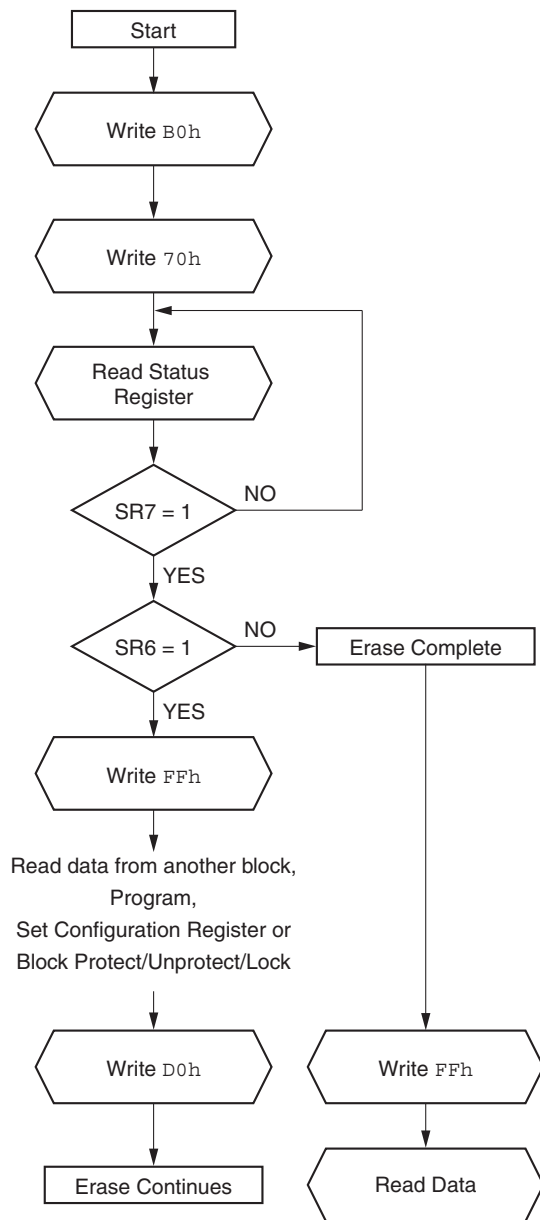 Start
Write B0h
Write 70h
Read Status
Register
SR7 = 1
NO
YES
SR6 = 1
NO
Erase Complete
YES
Write FFh
Read data from another block,
Program,
Set Configuration Register or
Block Protect/Unprotect/Lock
Write D0h
Write FFh
Erase Continues
Read Data